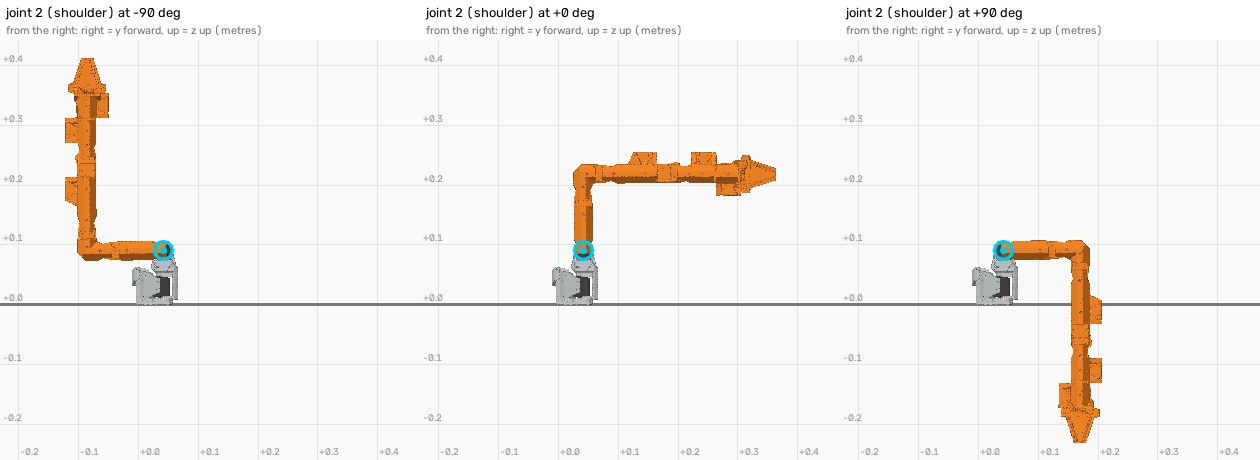 joint 2 (shoulder) at -90 deg
from the right: right = y forward, up = z up (metres)
+0.4
+0.3
+0.2
+0.1
+0.0
-0.1
-0.2
-0.2 -0.1 +0.0 +0.1 +0.2 +0.3 +0.4
joint 2 (shoulder) at +0 deg
from the right: right = y forward, up = z up (metres)
+0.4
+0.3
+0.2
+0.1
+0.0
-0.1
-0.2
-0.2 -0.1 +0.0 +0.1 +0.2 +0.3 +0.4
joint 2 (shoulder) at +90 deg
from the right: right = y forward, up = z up (metres)
+0.4
+0.3
+0.2
+0.1
+0.0
-0.1
-0.2
-0.2 -0.1 +0.0 +0.1 +0.2 +0.3 +0.4